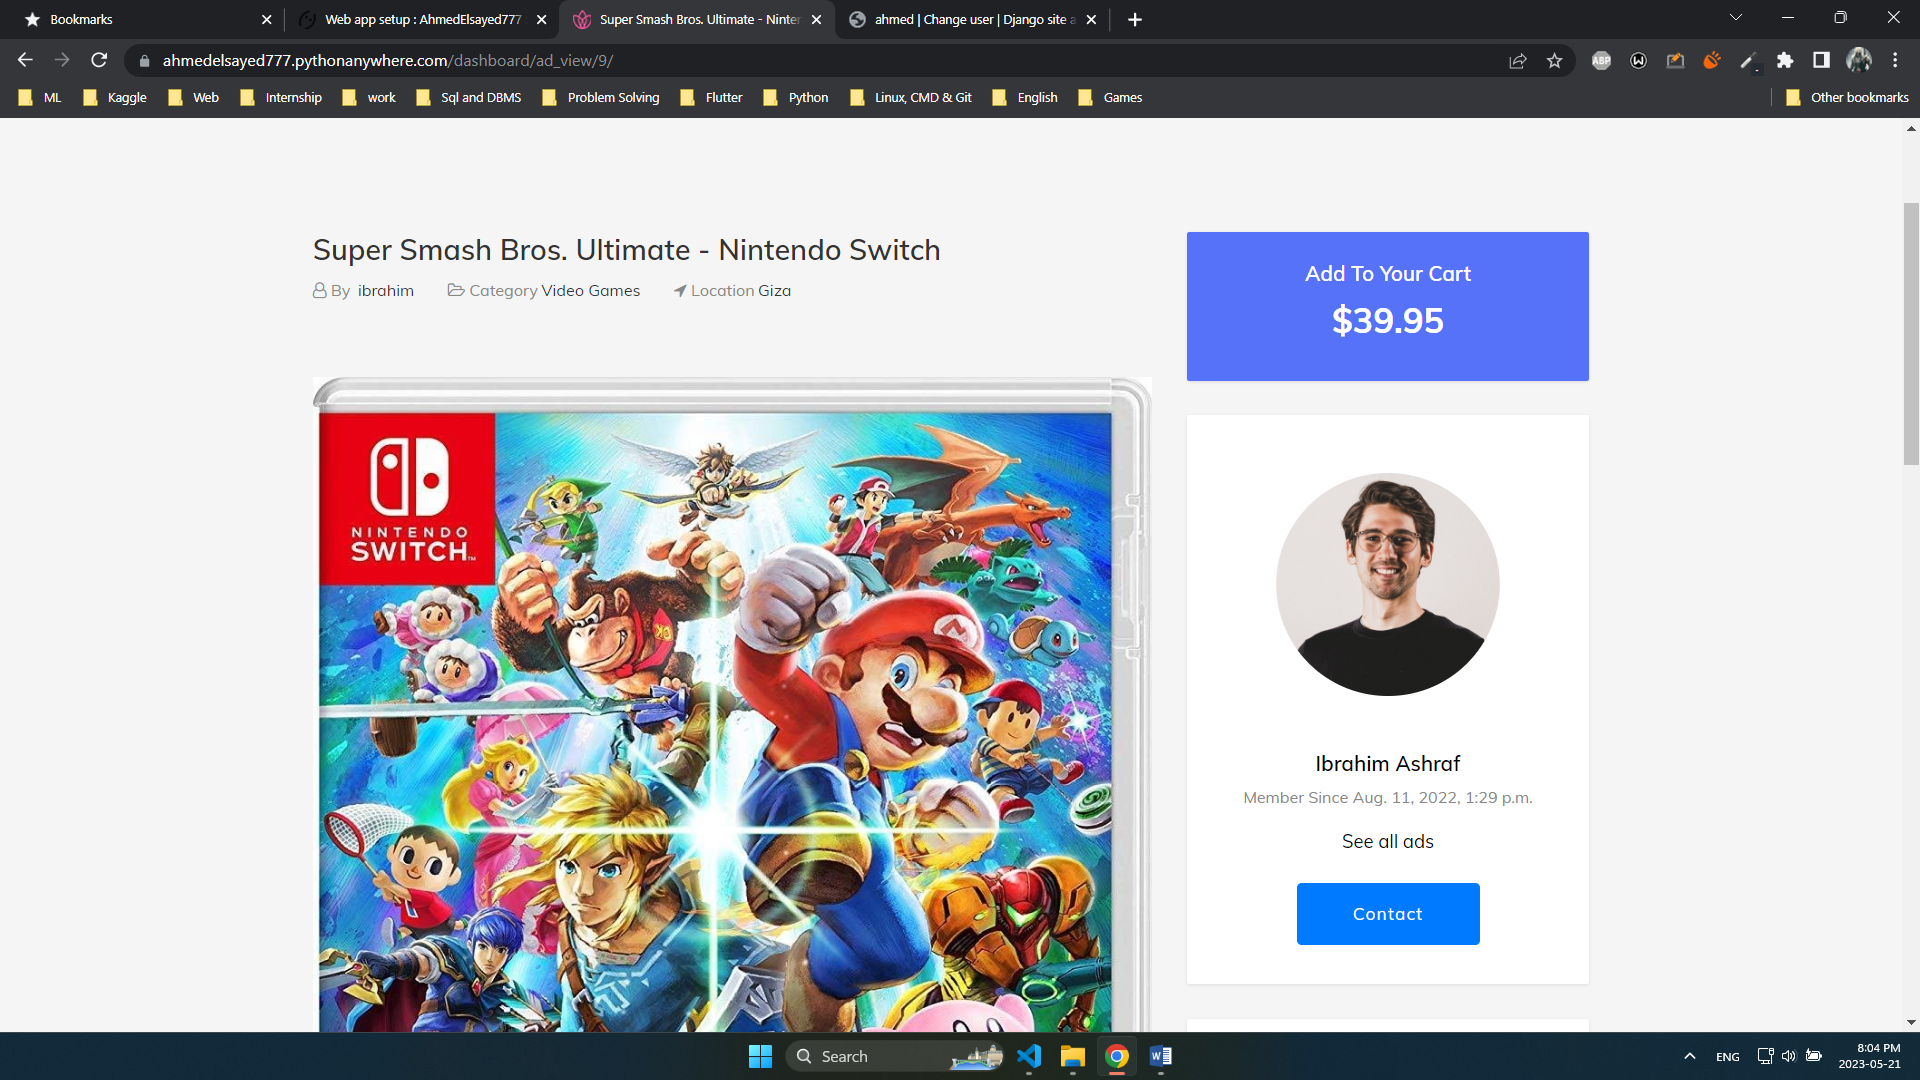 Bookmarks
Web app setup : AhmedElsayed777
Super Smash Bros. Ultimate - Ninten
ahmed | Change user | Django site a
ahmedelsayed777.pythonanywhere.com/dashboard/ad_view/9/
ABP
ML
Kaggle
Web
Internship
work
Sql and DBMS
Problem Solving
Flutter
Python
Linux, CMD & Git
English
Games
Other bookmarks
Super Smash Bros. Ultimate - Nintendo Switch
By ibrahim Category Video Games Location Giza
Add To Your Cart
$39.95
NINTENDO
SWITCH™
DK
M
Ibrahim Ashraf
Member Since Aug. 11, 2022, 1:29 p.m.
See all ads
Contact
Search
W
ENG
8:04 PM
2023-05-21